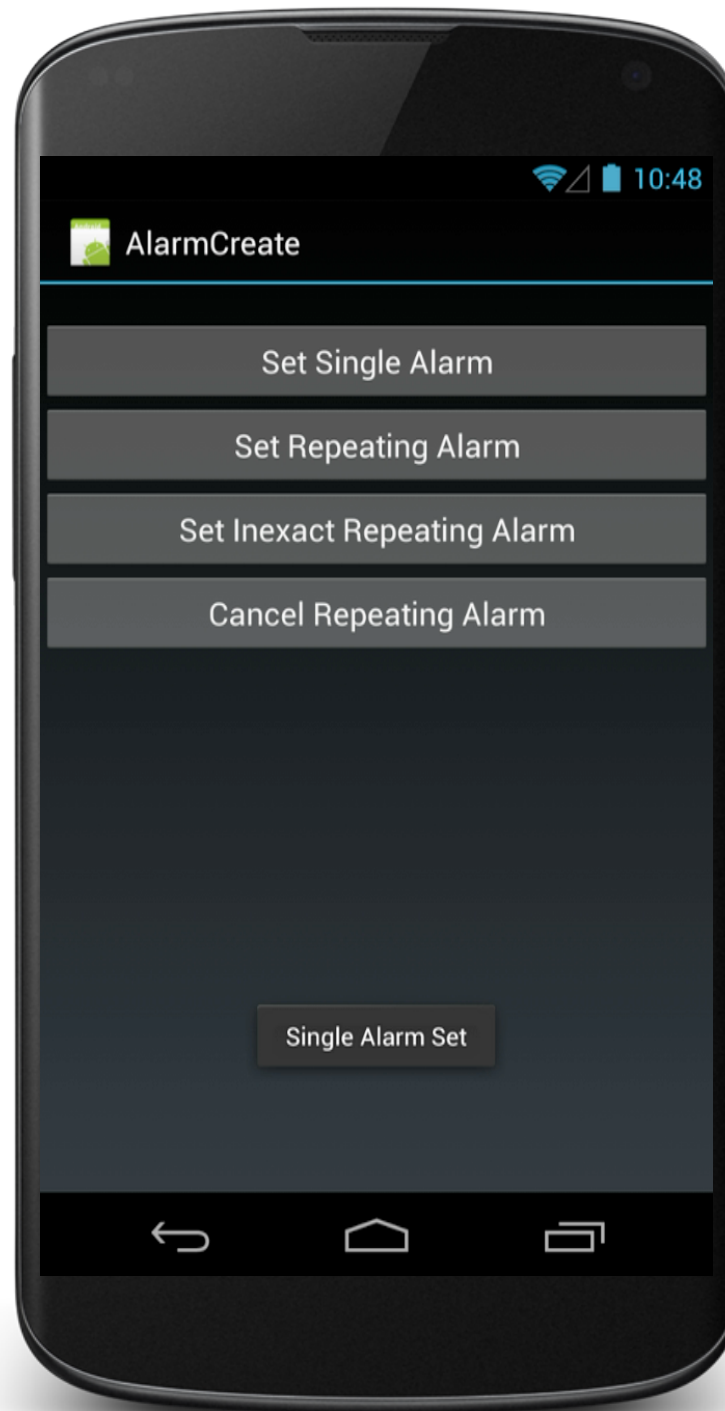 10:48
AlarmCreate
Set Single Alarm
Set Repeating Alarm
Set Inexact Repeating Alarm
Cancel Repeating Alarm
Single Alarm Set